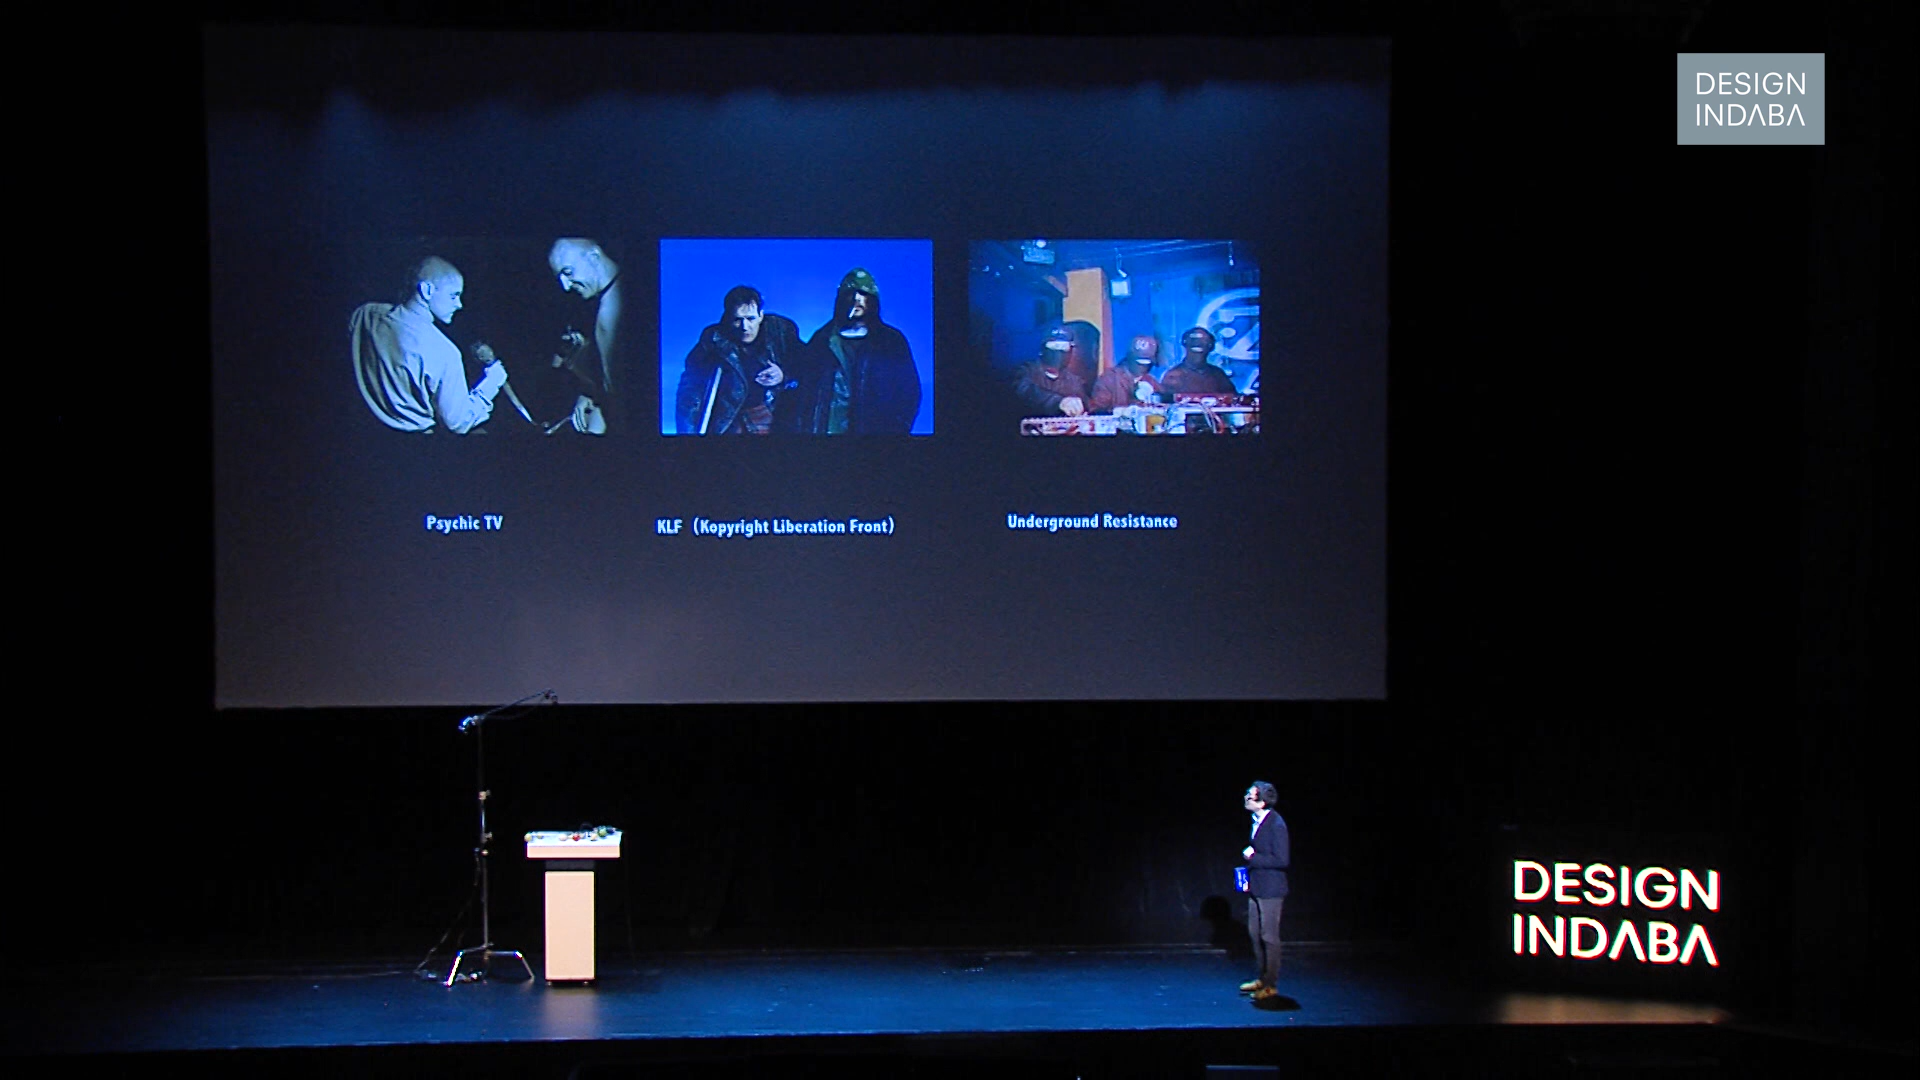 DESIGN
INDABA
Psychic TV
KLF (Kopyright Liberation Front)
Underground Resistance
DESIGN
INDABA